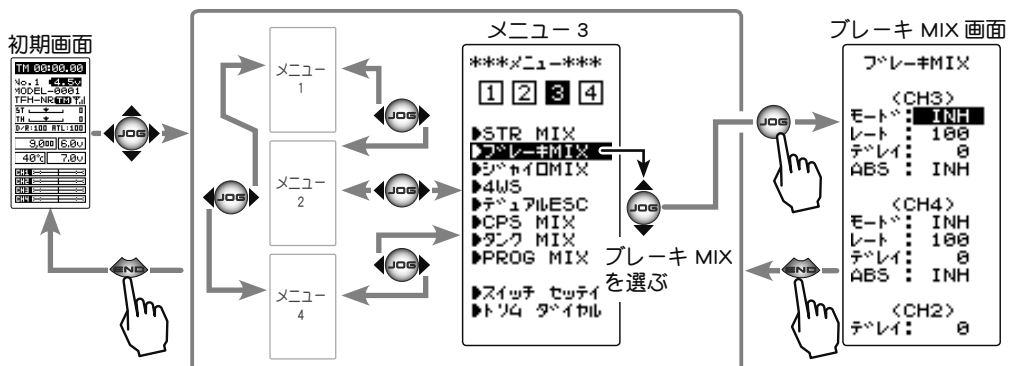 初期画面
TM 00:00.00
No.1 4.5v
MODEL-0001
TFH-NR TM
ST 0
TH 0
D/R:100 ATL:100
6.0v
40℃ 7.0v
CH1
CH2
CH3
CH4
JOG
END
メニュー
1
メニュー
2
メニュー
4
JOG
JOG
JOG
JOG
メニュー 3
***メニュー***
1 2 3 4
▶STR MIX
▶ブレーキMIX
▶ジャイロMIX
▶4WS
▶デュアルESC
▶CPS MIX
▶タンク MIX
▶PROG MIX
▶スイッチ セッテイ
▶トリム ダイヤル
JOG
ブレーキ MIX
を選ぶ
JOG
END
ブレーキ MIX 画面
ブレーキMIX
<CH3>
モード: INH
レート: 100
デレイ: 0
ABS : INH
<CH4>
モード: INH
レート: 100
デレイ: 0
ABS : INH
<CH2>
デレイ: 0